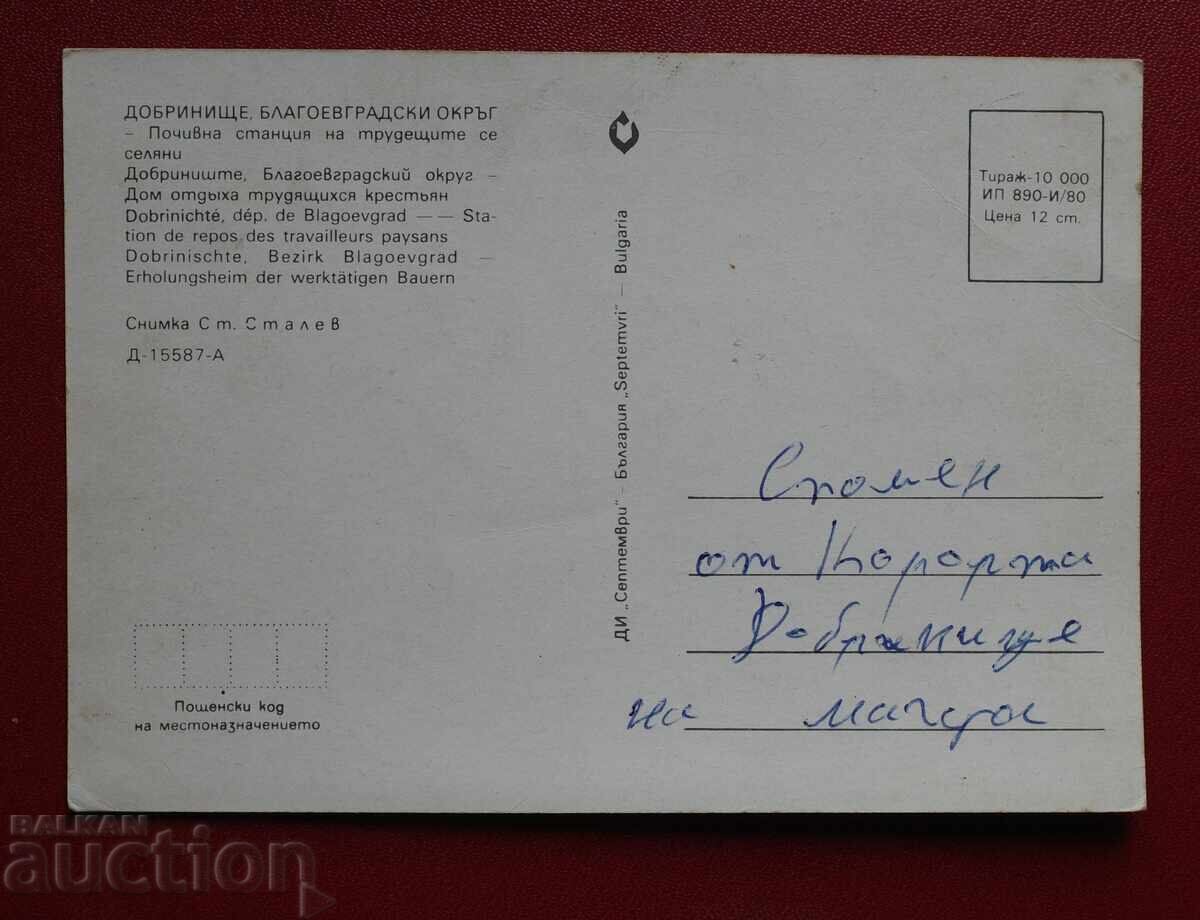 ДОБРИНИЩЕ, БЛАГОЕВГРАДСКИ ОКРЪГ
– Почивна станция на трудещите се
селяни
Добриниште, Благоевградский округ –
Дом отдыха трудящихся крестьян
Dobrinichté, dép. de Blagoevgrad — — Sta-
tion de repos des travailleurs paysans
Dobrinischte, Bezirk Blagoevgrad —
Erholungsheim der werktätigen Bauern
Снимка Ст. Сталев
Д-15587-А
Пощенски код
на местоназначението
ДИ „Септември" – България „Septemvri" – Bulgaria
Тираж-10 000
ИП 890-И/80
Цена 12 ст.
Спомен
от
Добринище
на
BALKAN
auction